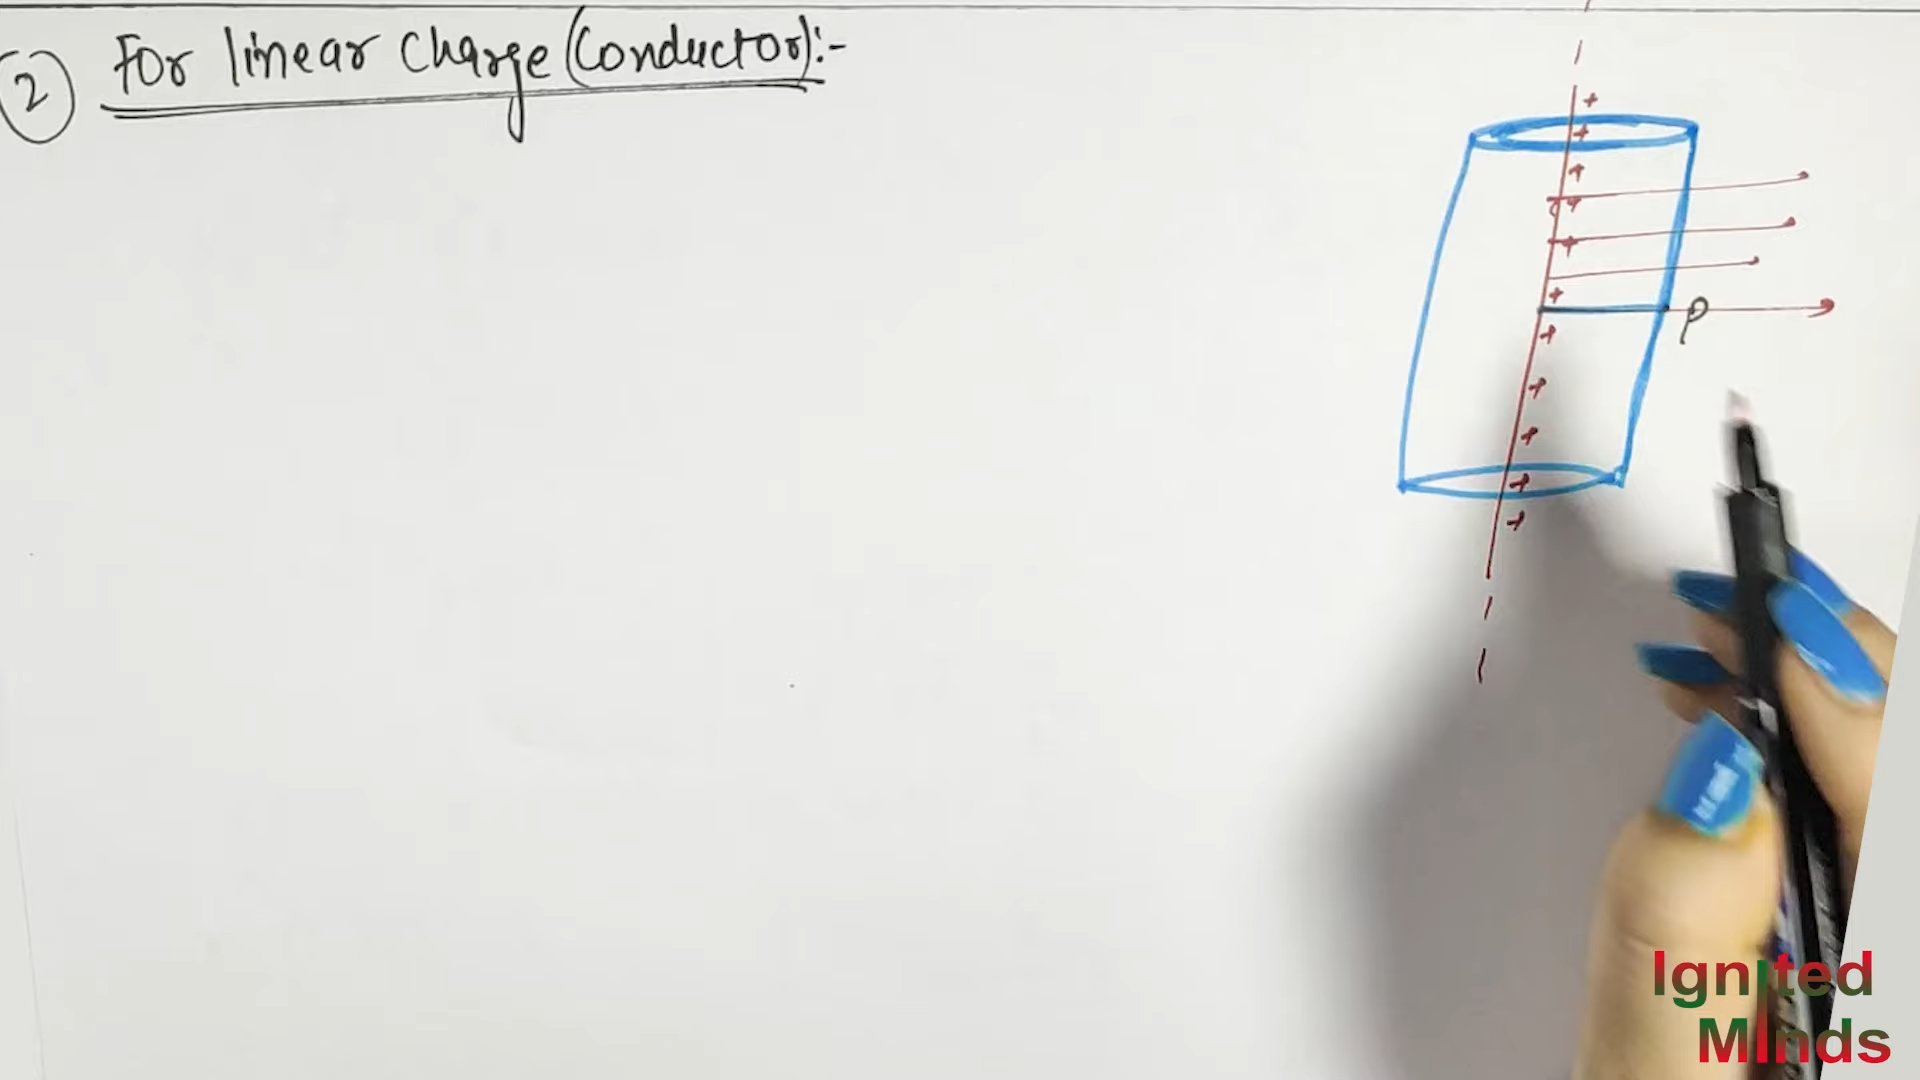 2 For linear Charge (Conductor):-
+
+
+
+
+
+
P
+
+
+
+
+
Ignited
Minds